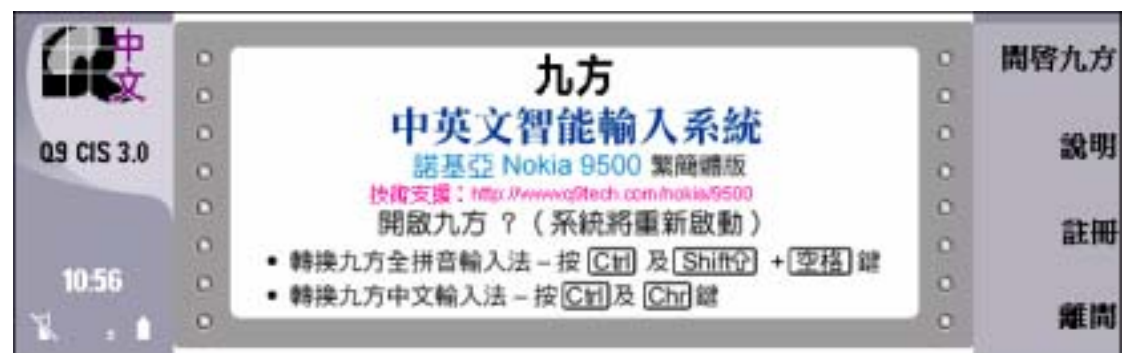 中文
Q9 CIS 3.0
10:56
九方
中英文智能輸入系統
諾基亞 Nokia 9500 繁簡體版
技術支援：http://www.q9tech.com/nokia/9500
開啟九方 ？（系統將重新啟動）
• 轉換九方全拼音輸入法 – 按 Ctrl 及 Shift⇧ + 空格 鍵
• 轉換九方中文輸入法 – 按 Ctrl 及 Chr 鍵
開啓九方
說明
註冊
離開